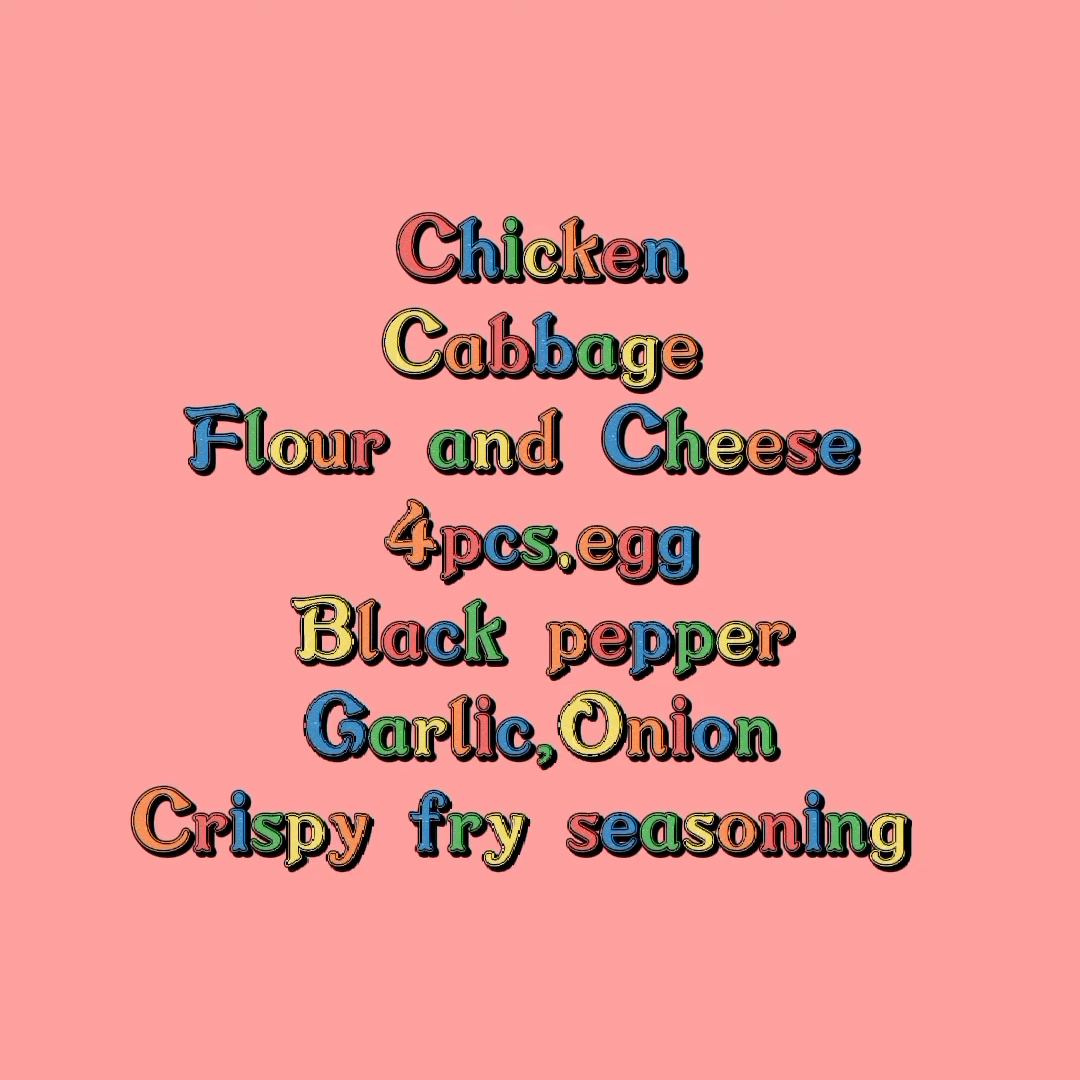 Chicken
Cabbage
Flour and Cheese
4pcs.egg
Black pepper
Garlic,Onion
Crispy fry seasoning